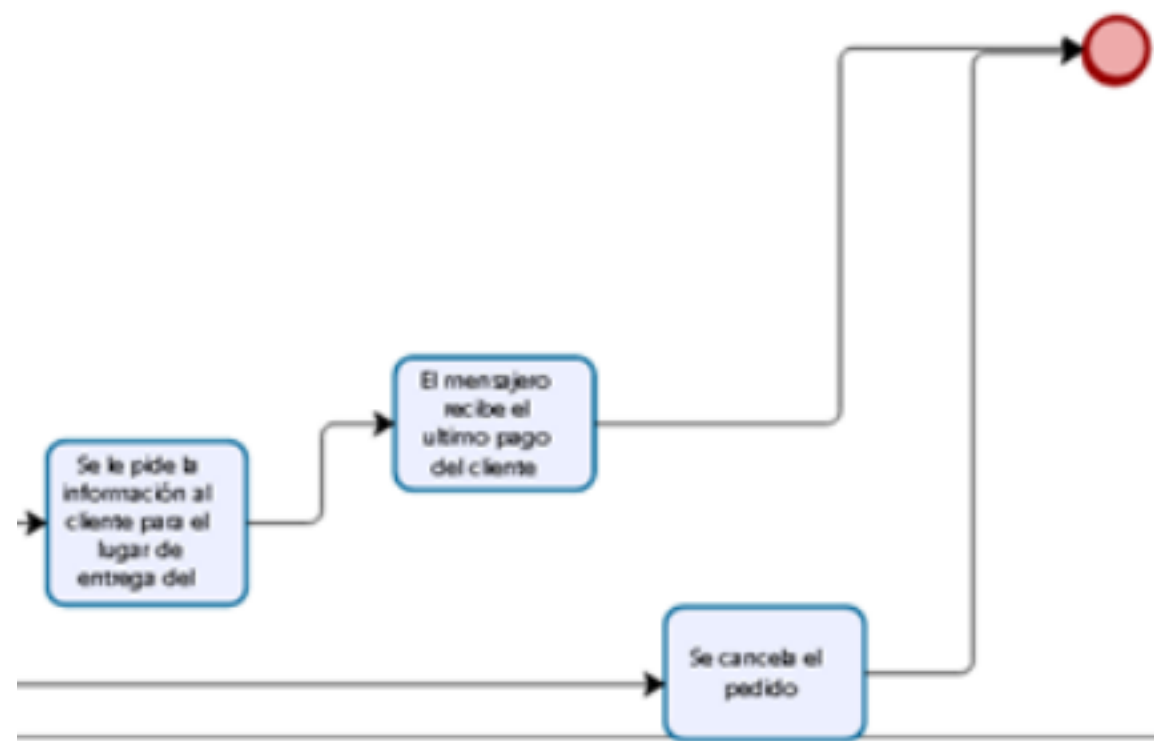 El mensajero
recibe el
ultimo pago
del cliente
Se le pide la
información al
cliente para el
lugar de
entrega del
Se cancela el
pedido